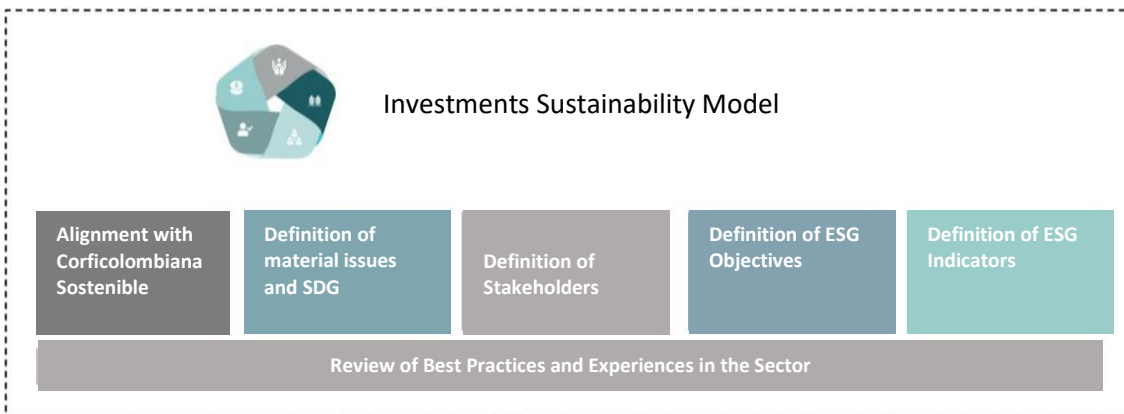 Investments Sustainability Model
Alignment with
Corficolombiana
Sostenible
Definition of
material issues
and SDG
Definition of
Stakeholders
Definition of ESG
Objectives
Definition of ESG
Indicators
Review of Best Practices and Experiences in the Sector